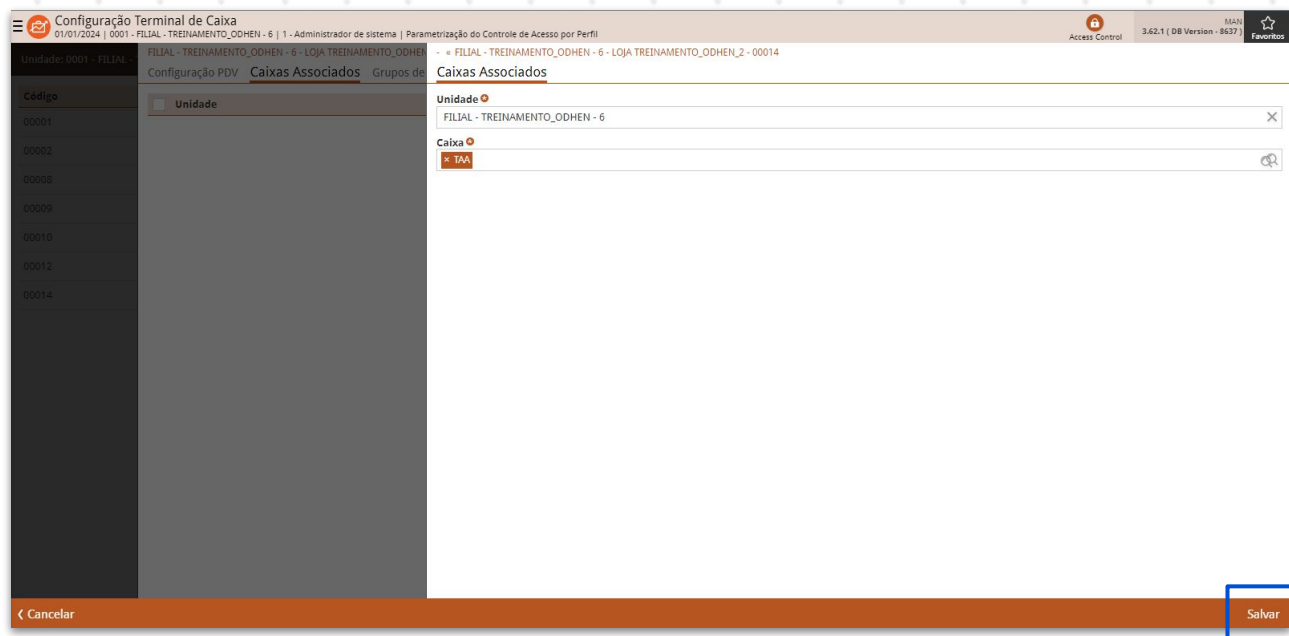 Configuração Terminal de Caixa
01/01/2024 | 0001 - FILIAL - TREINAMENTO_ODHEN - 6 | 1 - Administrador de sistema | Parametrização do Controle de Acesso por Perfil
Access Control
MAN
3.62.1 ( DB Version - 8637 )
Favoritos
Unidade: 0001 - FILIAL -
Código
00001
00002
00008
00009
00010
00012
00014
FILIAL - TREINAMENTO_ODHEN - 6 - LOJA TREINAMENTO_ODHEN
Configuração PDV Caixas Associados Grupos de
Unidade
- « FILIAL - TREINAMENTO_ODHEN - 6 - LOJA TREINAMENTO_ODHEN_2 - 00014
Caixas Associados
Unidade
FILIAL - TREINAMENTO_ODHEN - 6
Caixa
× TAA
Cancelar
Salvar